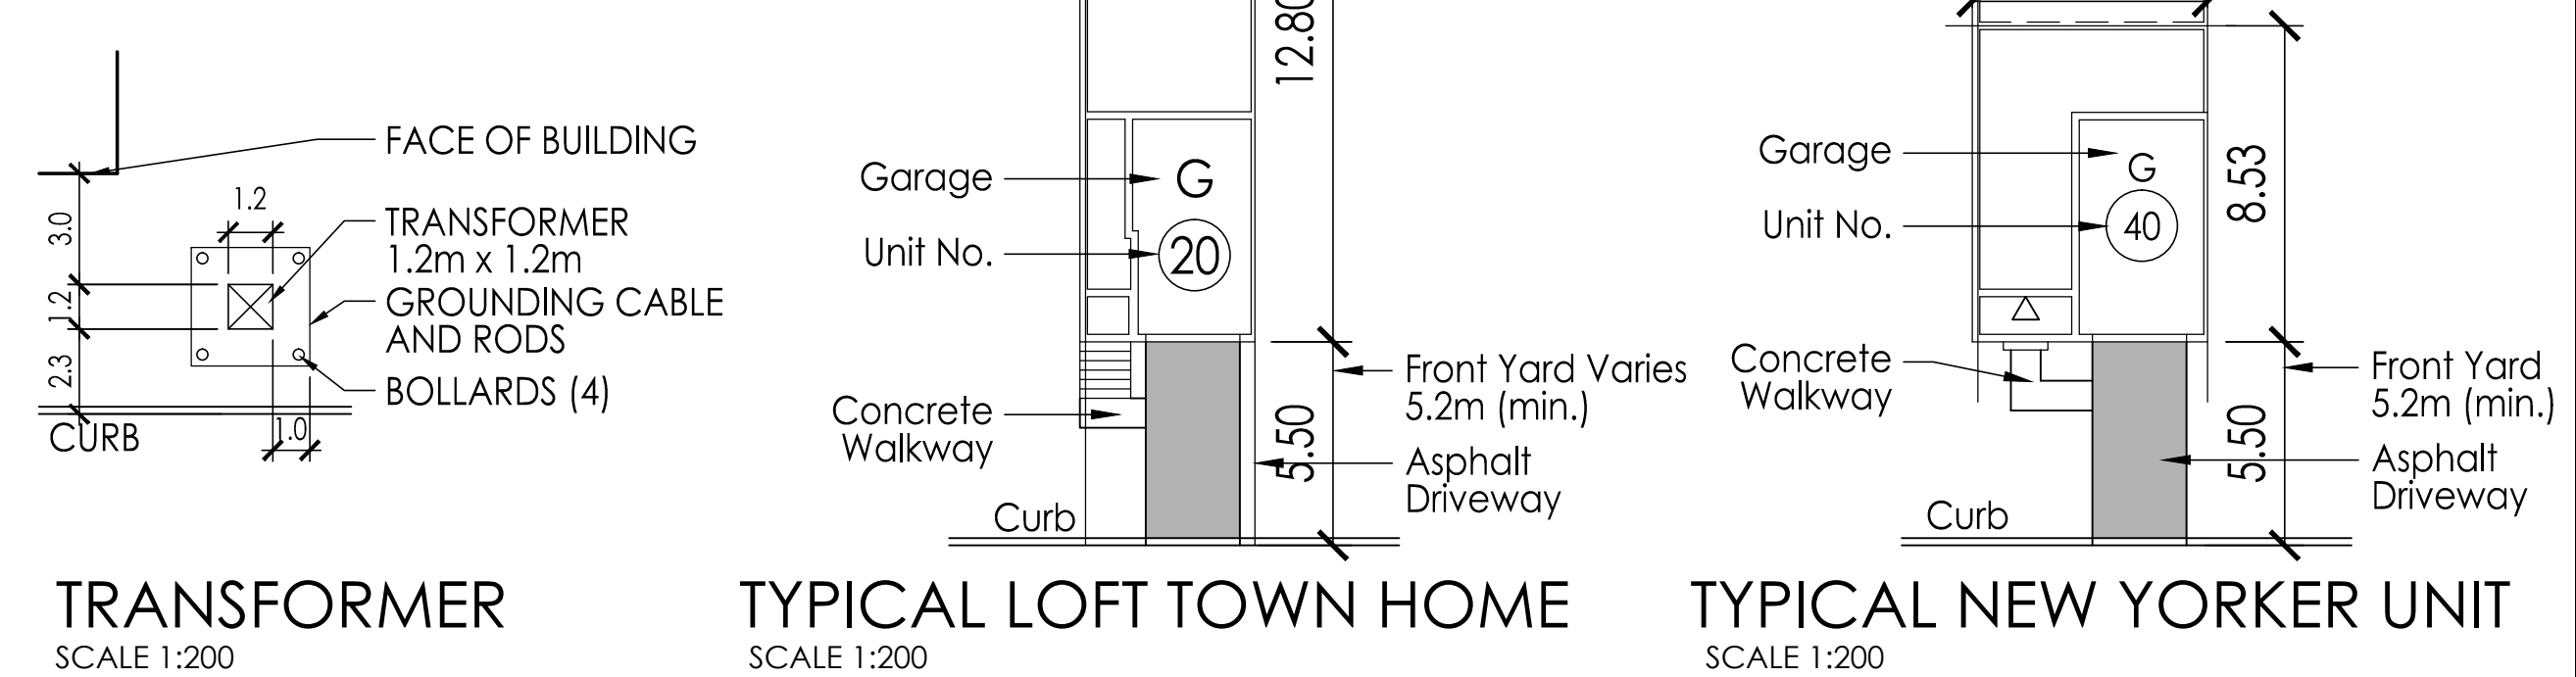 FACE OF BUILDING
1.2
3.0
TRANSFORMER
1.2m x 1.2m
1.2
GROUNDING CABLE
AND RODS
2.3
BOLLARDS (4)
1.0
CURB
TRANSFORMER
SCALE 1:200
12.80
Garage
G
Unit No.
20
Front Yard Varies
5.2m (min.)
Concrete
Walkway
5.50
Asphalt
Driveway
Curb
TYPICAL LOFT TOWN HOME
SCALE 1:200
Garage
G
8.53
Unit No.
40
Concrete
Walkway
Front Yard
5.2m (min.)
5.50
Asphalt
Driveway
Curb
TYPICAL NEW YORKER UNIT
SCALE 1:200